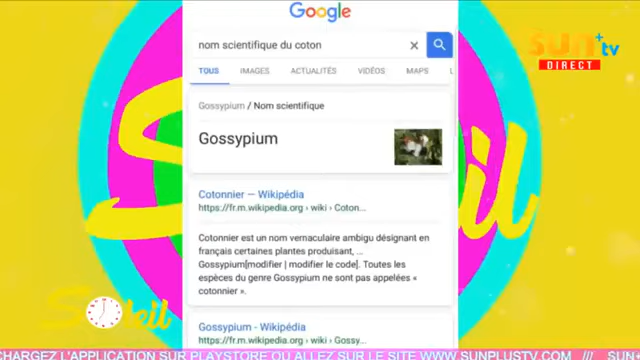 Google
nom scientifique du coton
TOUS IMAGES ACTUALITÉS VIDÉOS MAPS L
Gossypium / Nom scientifique
Gossypium
Cotonnier — Wikipédia
https://fr.m.wikipedia.org › wiki › Coton...
Cotonnier est un nom vernaculaire ambigu désignant en
français certaines plantes produisant, ...
Gossypium[modifier | modifier le code]. Toutes les
espèces du genre Gossypium ne sont pas appelées «
cotonnier ».
Gossypium - Wikipédia
https://fr.m.wikipedia.org › wiki › Gossy...
sun+tv
DIRECT
Soleil
CHARGEZ L'APPLICATION SUR PLAYSTORE OU ALLEZ SUR LE SITE WWW.SUNPLUSTV.COM /// SUN+